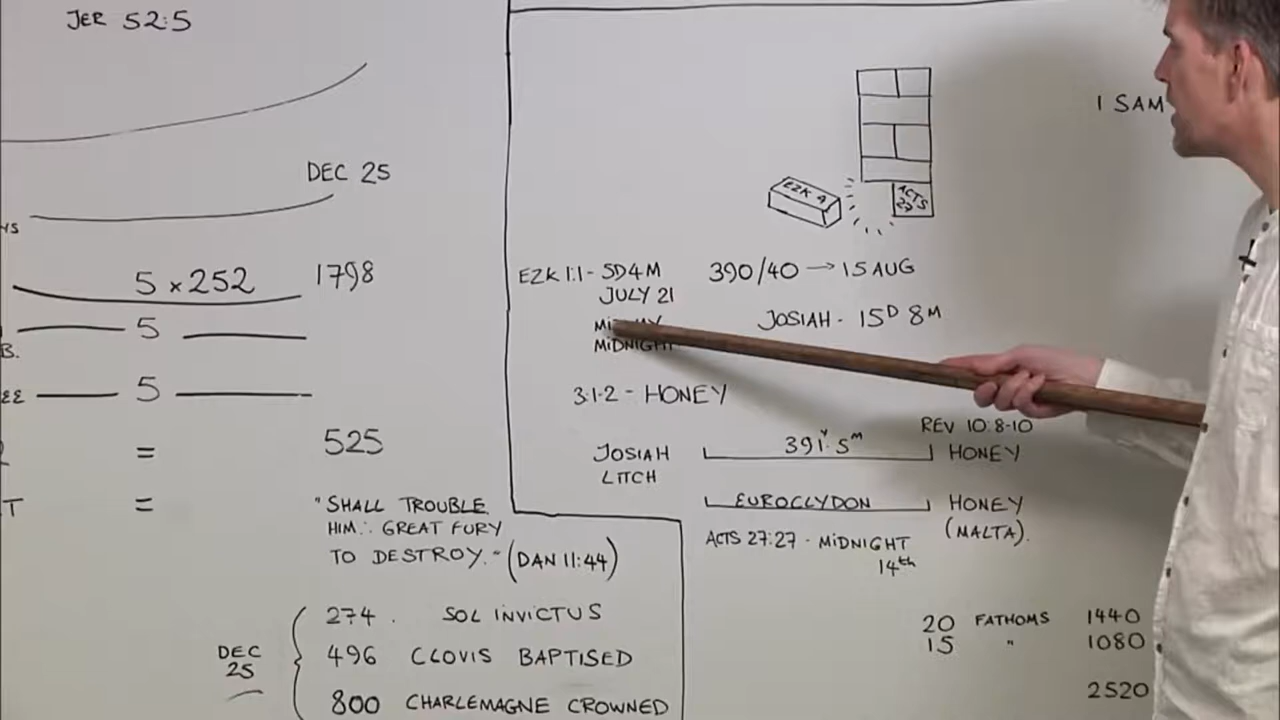 JER 52:5
DEC 25
YS
5 × 252 1798
5
B.
5
EE
= 525
T =
"SHALL TROUBLE
HIM∴ GREAT FURY
TO DESTROY." (DAN 11:44)
DEC
25
274 . SOL INVICTUS
496 CLOVIS BAPTISED
800 CHARLEMAGNE CROWNED
1 SAM
EZK 4
ACTS
27
EZK 1:1- 5D4M 390/40 → 15 AUG
JULY 21
MIDNIGHT
JOSIAH - 15D 8M
3·1·2 - HONEY
REV 10:8-10
JOSIAH 391Y. 5M HONEY
LITCH
EUROCLYDON HONEY
(MALTA).
ACTS 27:27 - MIDNIGHT
14th
20 FATHOMS 1440
15 " 1080
2520